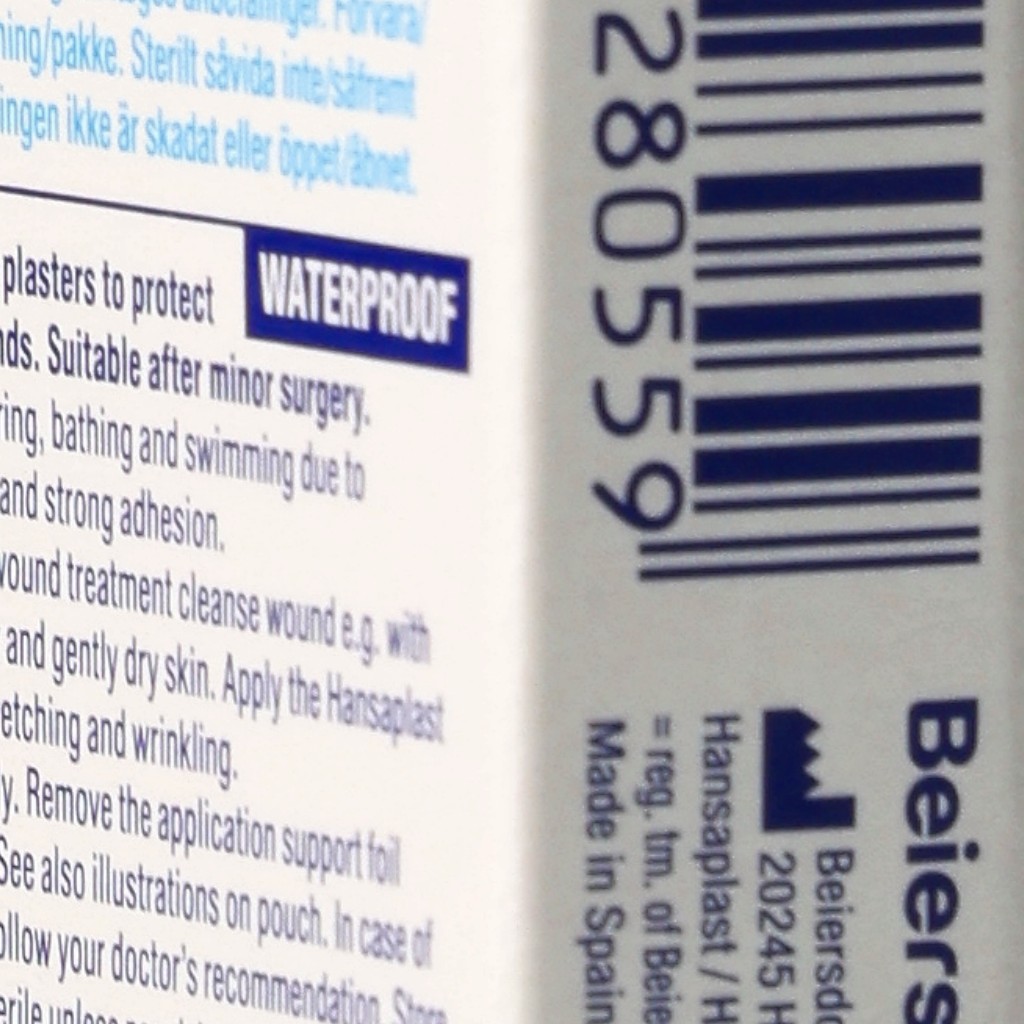 ning/pakke. Sterilt såvida inte/såfremt
ingen ikke är skadat eller öppet/åbnet.
WATERPROOF
plasters to protect
nds. Suitable after minor surgery.
ring, bathing and swimming due to
and strong adhesion.
wound treatment cleanse wound e.g. with
and gently dry skin. Apply the Hansaplast
etching and wrinkling.
y. Remove the application support foil
See also illustrations on pouch. In case of
ollow your doctor's recommendation. Store
280559
Beiers
Beiersdo
20245 H
Hansaplast / H
= reg. tm. of Beie
Made in Spain